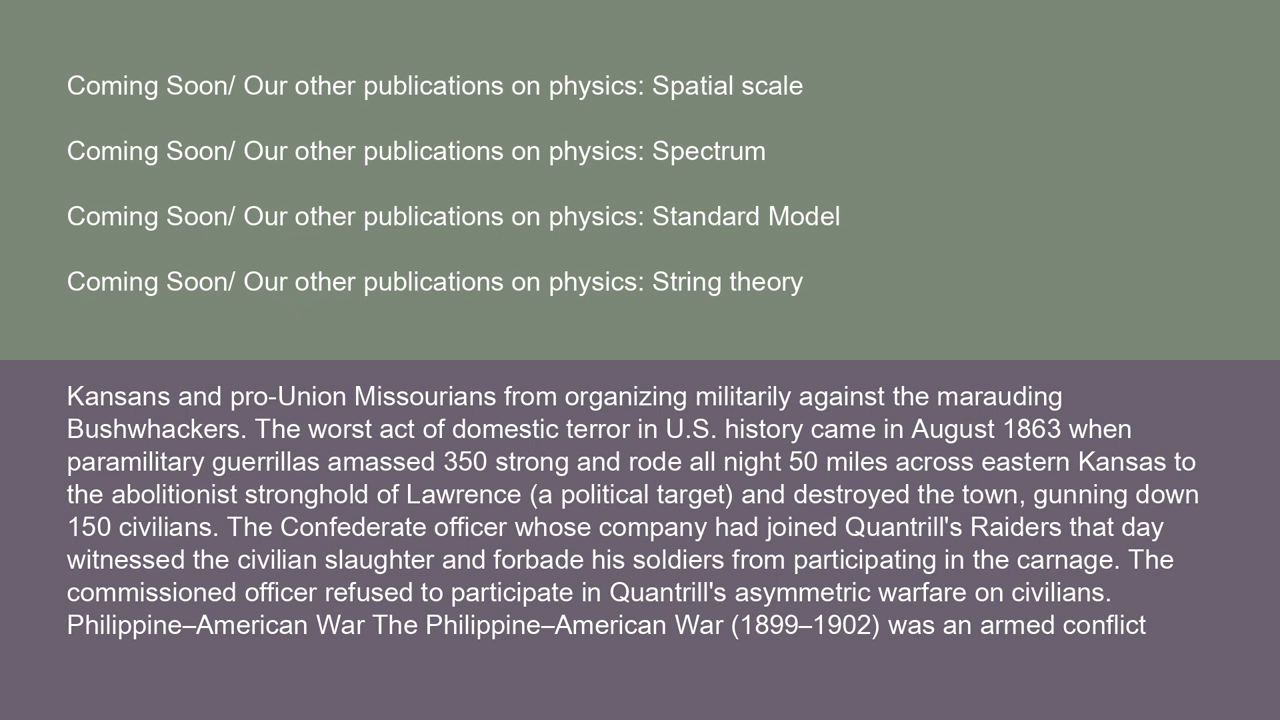 Coming Soon/ Our other publications on physics: Spatial scale
Coming Soon/ Our other publications on physics: Spectrum
Coming Soon/ Our other publications on physics: Standard Model
Coming Soon/ Our other publications on physics: String theory
Kansans and pro-Union Missourians from organizing militarily against the marauding
Bushwhackers. The worst act of domestic terror in U.S. history came in August 1863 when
paramilitary guerrillas amassed 350 strong and rode all night 50 miles across eastern Kansas to
the abolitionist stronghold of Lawrence (a political target) and destroyed the town, gunning down
150 civilians. The Confederate officer whose company had joined Quantrill's Raiders that day
witnessed the civilian slaughter and forbade his soldiers from participating in the carnage. The
commissioned officer refused to participate in Quantrill's asymmetric warfare on civilians.
Philippine–American War The Philippine–American War (1899–1902) was an armed conflict